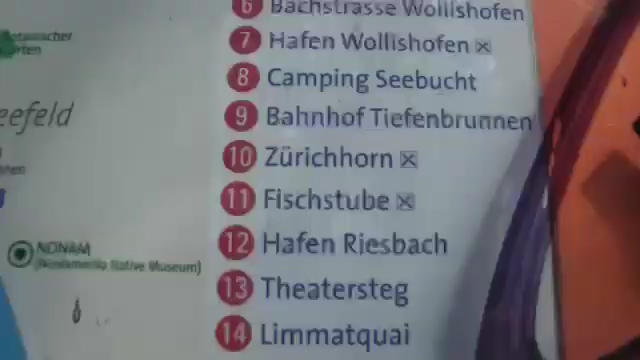 6 Bachstrasse Wollishofen
7 Hafen Wollishofen
8 Camping Seebucht
9 Bahnhof Tiefenbrunnen
eefeld
10 Zürichhorn
11 Fischstube
12 Hafen Riesbach
NONAM
(Nordamerika Native Museum)
13 Theatersteg
14 Limmatquai